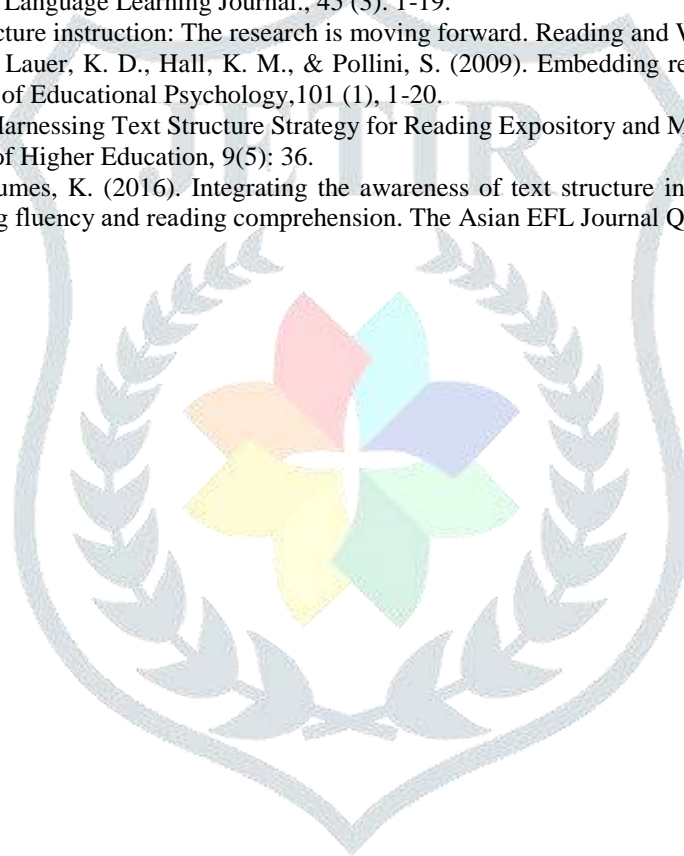 Language Learning Journal., 45 (3): 1-19.
cture instruction: The research is moving forward. Reading and V
Lauer, K. D., Hall, K. M., & Pollini, S. (2009). Embedding re
of Educational Psychology,101 (1), 1-20.
Harnessing Text Structure Strategy for Reading Expository and M
of Higher Education, 9(5): 36.
umes, K. (2016). Integrating the awareness of text structure in
g fluency and reading comprehension. The Asian EFL Journal Q
JETIR